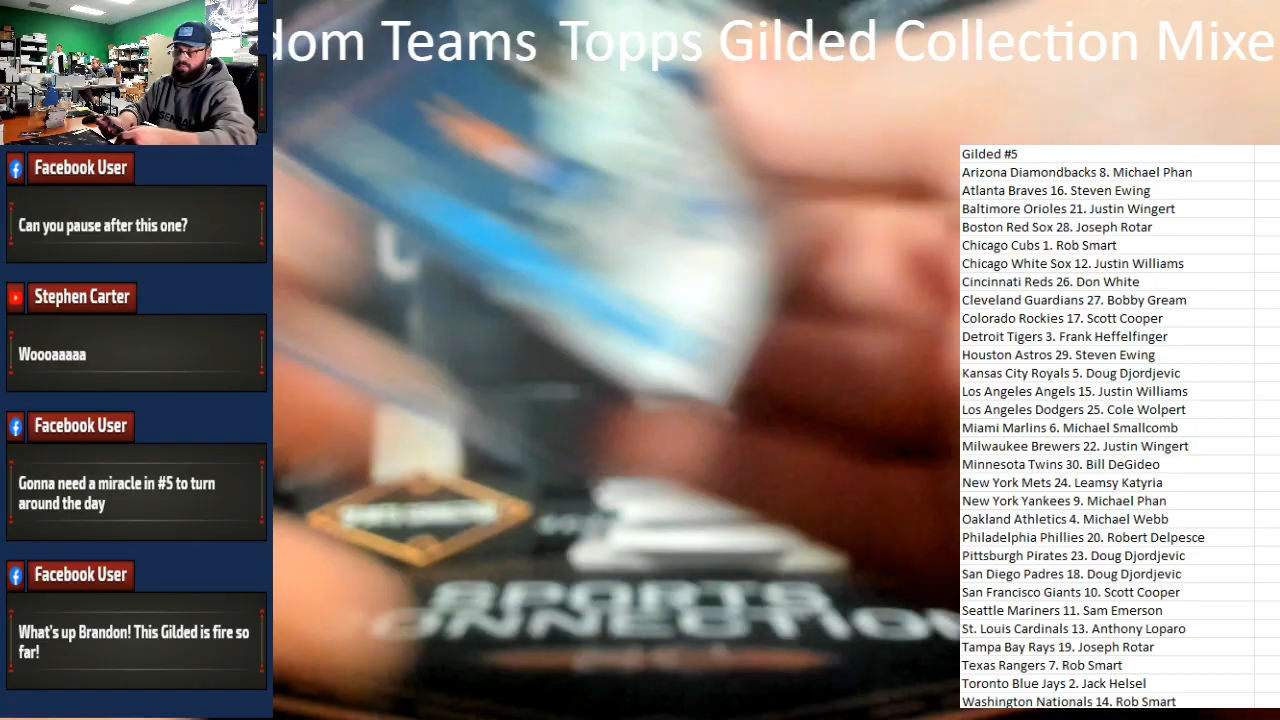 dom Teams Topps Gilded Collection Mixe
Facebook User
Can you pause after this one?
Stephen Carter
Woooaaaaa
Facebook User
Gonna need a miracle in #5 to turn
around the day
Facebook User
What's up Brandon! This Gilded is fire so
far!
SPORTS
CONNECTION
Gilded #5
Arizona Diamondbacks 8. Michael Phan
Atlanta Braves 16. Steven Ewing
Baltimore Orioles 21. Justin Wingert
Boston Red Sox 28. Joseph Rotar
Chicago Cubs 1. Rob Smart
Chicago White Sox 12. Justin Williams
Cincinnati Reds 26. Don White
Cleveland Guardians 27. Bobby Gream
Colorado Rockies 17. Scott Cooper
Detroit Tigers 3. Frank Heffelfinger
Houston Astros 29. Steven Ewing
Kansas City Royals 5. Doug Djordjevic
Los Angeles Angels 15. Justin Williams
Los Angeles Dodgers 25. Cole Wolpert
Miami Marlins 6. Michael Smallcomb
Milwaukee Brewers 22. Justin Wingert
Minnesota Twins 30. Bill DeGideo
New York Mets 24. Leamsy Katyria
New York Yankees 9. Michael Phan
Oakland Athletics 4. Michael Webb
Philadelphia Phillies 20. Robert Delpesce
Pittsburgh Pirates 23. Doug Djordjevic
San Diego Padres 18. Doug Djordjevic
San Francisco Giants 10. Scott Cooper
Seattle Mariners 11. Sam Emerson
St. Louis Cardinals 13. Anthony Loparo
Tampa Bay Rays 19. Joseph Rotar
Texas Rangers 7. Rob Smart
Toronto Blue Jays 2. Jack Helsel
Washington Nationals 14. Rob Smart